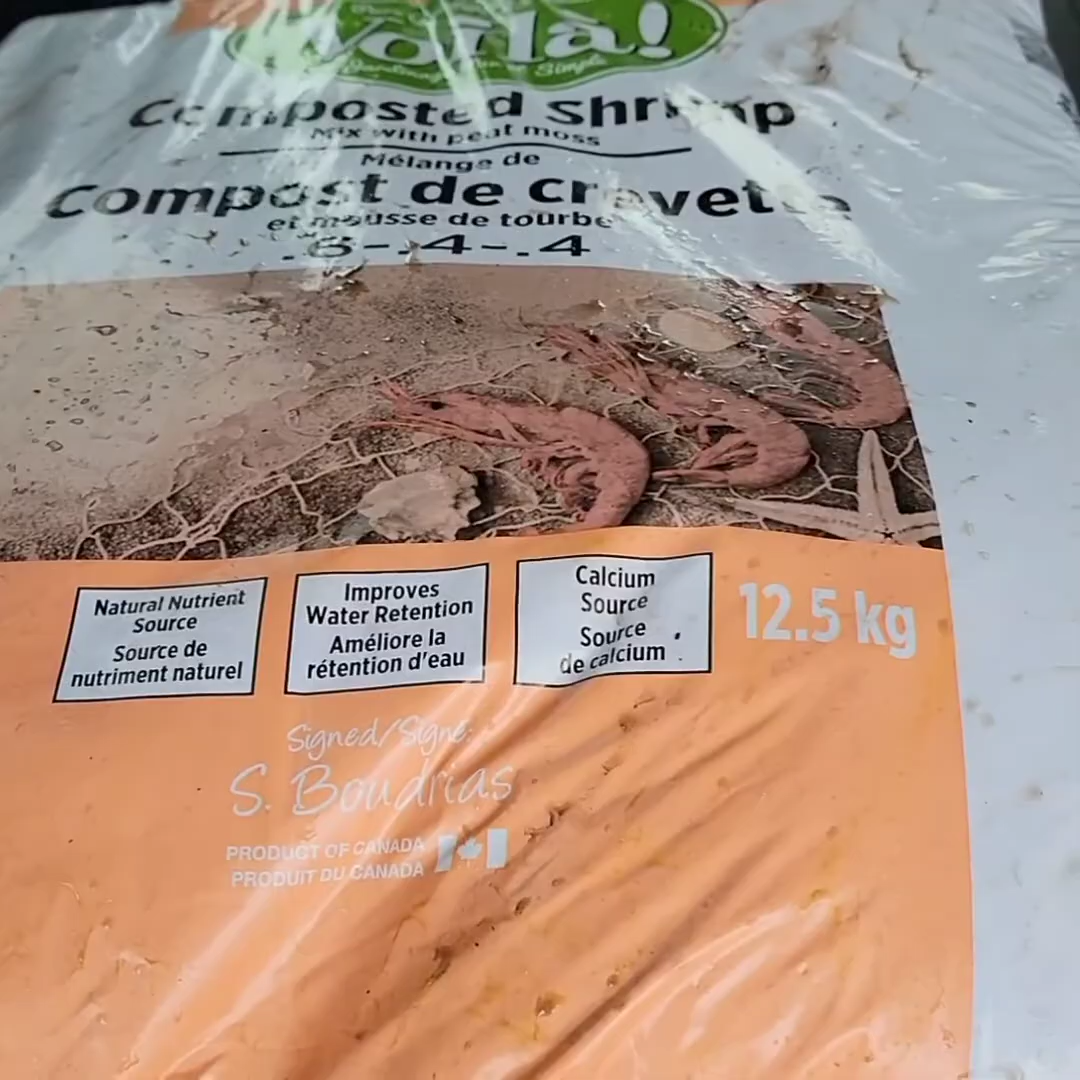 Voilà!
Composted Shrimp
Mix with peat moss
Mélange de
Compost de crevette
et mousse de tourbe
-.4-.4
Natural Nutrient
Source
Source de
nutriment naturel
Improves
Water Retention
Améliore la
rétention d'eau
Calcium
Source
Source
de calcium
12.5 kg
Signed/Signé:
S. Boudrias
PRODUCT OF CANADA
PRODUIT DU CANADA